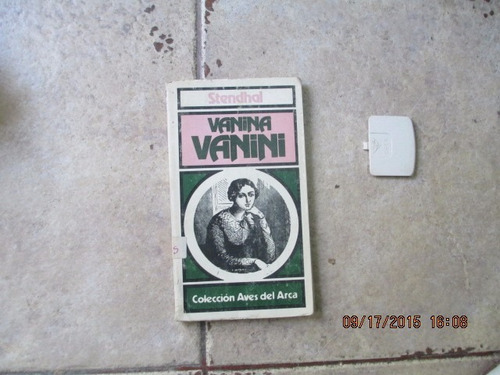 Stendhal
VANINA
VANINI
Colección Aves del Arca
09/17/2015 16:08